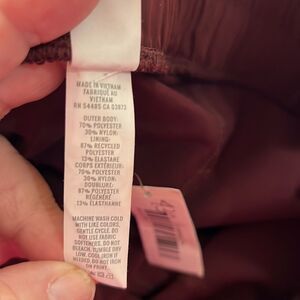 MADE IN VIETNAM
FABRIQUÉ AU
VIETNAM
RN 54485 CA 03873
OUTER BODY:
70% POLYESTER
30% NYLON
LINING:
87% RECYCLED
POLYESTER
13% ELASTANE
CORPS EXTÉRIEUR:
70% POLYESTER
30% NYLON
DOUBLURE:
87% POLYESTER
RÉGÉNÉRÉ
13% ÉLASTHANNE
MACHINE WASH COLD
WITH LIKE COLORS,
GENTLE CYCLE. DO
NOT USE FABRIC
SOFTENERS. DO NOT
BLEACH. TUMBLE DRY
LOW. COOL IRON IF
DO NOT IRON
ON PRINT.